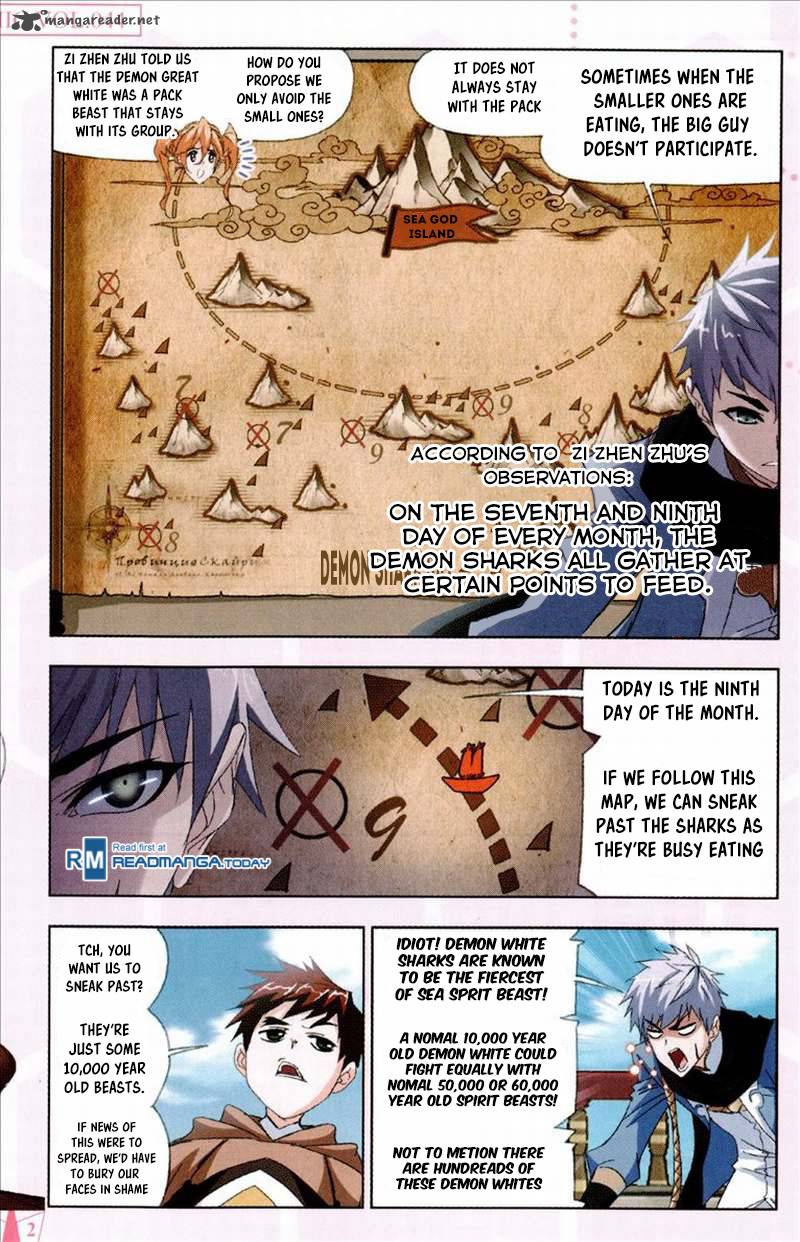 mangareader.net
VOL.041
ZI ZHEN ZHU TOLD US
THAT THE DEMON GREAT
WHITE WAS A PACK
BEAST THAT STAYS
WITH ITS GROUP.
HOW DO YOU
PROPOSE WE
ONLY AVOID THE
SMALL ONES?
IT DOES NOT
ALWAYS STAY
WITH THE PACK
SOMETIMES WHEN THE
SMALLER ONES ARE
EATING, THE BIG GUY
DOESN'T PARTICIPATE.
SEA GOD
ISLAND
7
7
9
9
8
8
ACCORDING TO ZI ZHEN ZHU'S
OBSERVATIONS:
ON THE SEVENTH AND NINTH
DAY OF EVERY MONTH, THE
DEMON SHARKS ALL GATHER AT
CERTAIN POINTS TO FEED.
Провинция Скайри
DEMON
TODAY IS THE NINTH
DAY OF THE MONTH.
IF WE FOLLOW THIS
MAP, WE CAN SNEAK
PAST THE SHARKS AS
THEY'RE BUSY EATING
9
RM Read first at
READMANGA.TODAY
TCH, YOU
WANT US TO
SNEAK PAST?
THEY'RE
JUST SOME
10,000 YEAR
OLD BEASTS.
IF NEWS OF
THIS WERE TO
SPREAD, WE'D HAVE
TO BURY OUR
FACES IN SHAME
IDIOT! DEMON WHITE
SHARKS ARE KNOWN
TO BE THE FIERCEST
OF SEA SPRIT BEAST!
A NOMAL 10,000 YEAR
OLD DEMON WHITE COULD
FIGHT EQUALLY WITH
NOMAL 50,000 OR 60,000
YEAR OLD SPIRIT BEASTS!
NOT TO METION THERE
ARE HUNDREDS OF
THESE DEMON WHITES
2